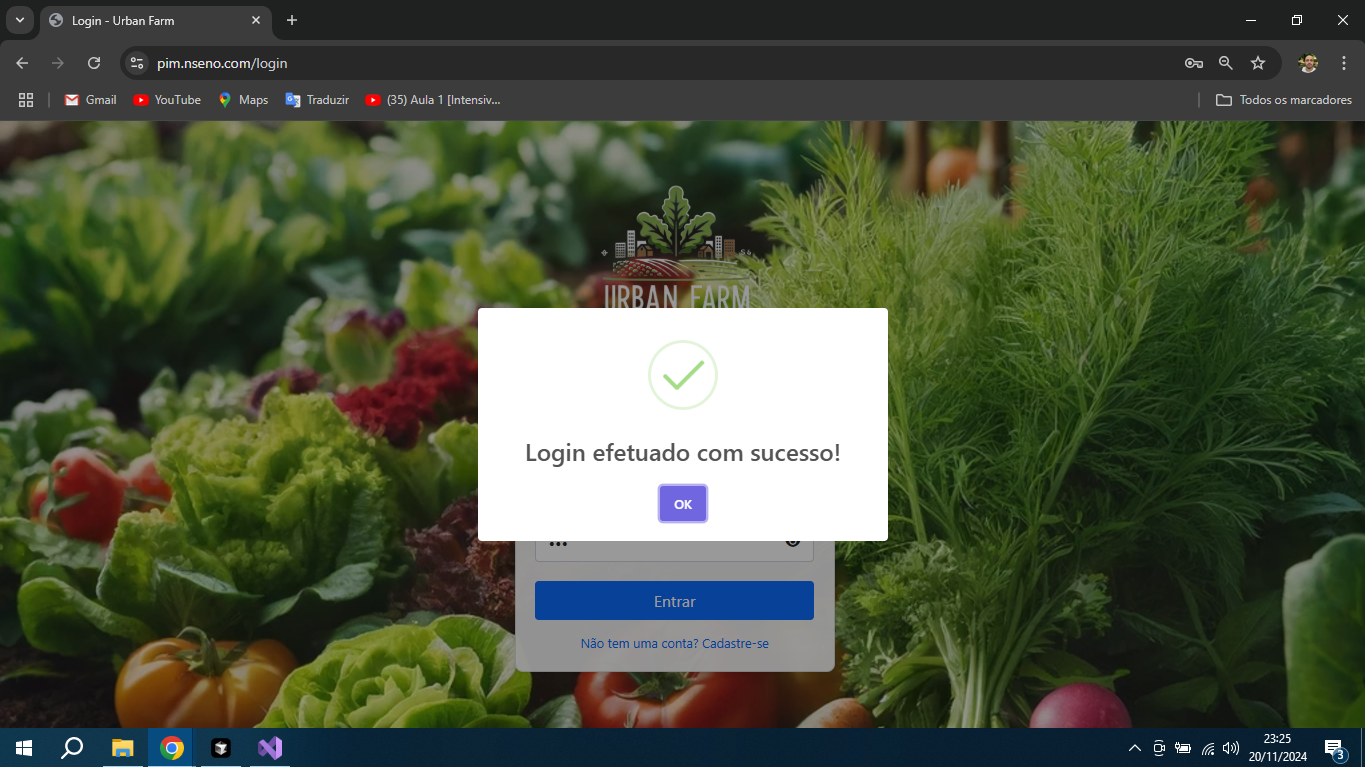 Login - Urban Farm
pim.nseno.com/login
Gmail
YouTube
Maps
Traduzir
(35) Aula 1 [Intensiv...
Todos os marcadores
URBAN FARM
Login efetuado com sucesso!
OK
Entrar
Não tem uma conta? Cadastre-se
23:25
20/11/2024
3